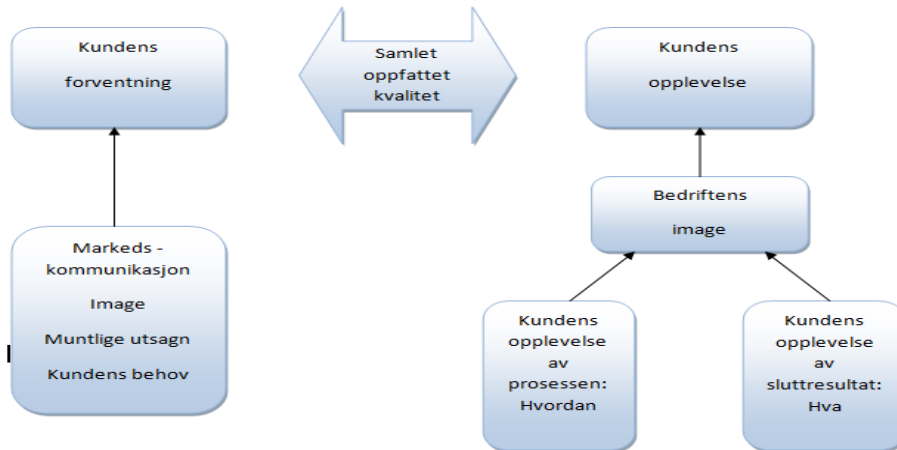 Kundens
forventning
Samlet
oppfattet
kvalitet
Kundens
opplevelse
Markeds -
kommunikasjon
Image
Muntlige utsagn
Kundens behov
Bedriftens
image
Kundens
opplevelse
av
prosessen:
Hvordan
Kundens
opplevelse
av
sluttresultat:
Hva